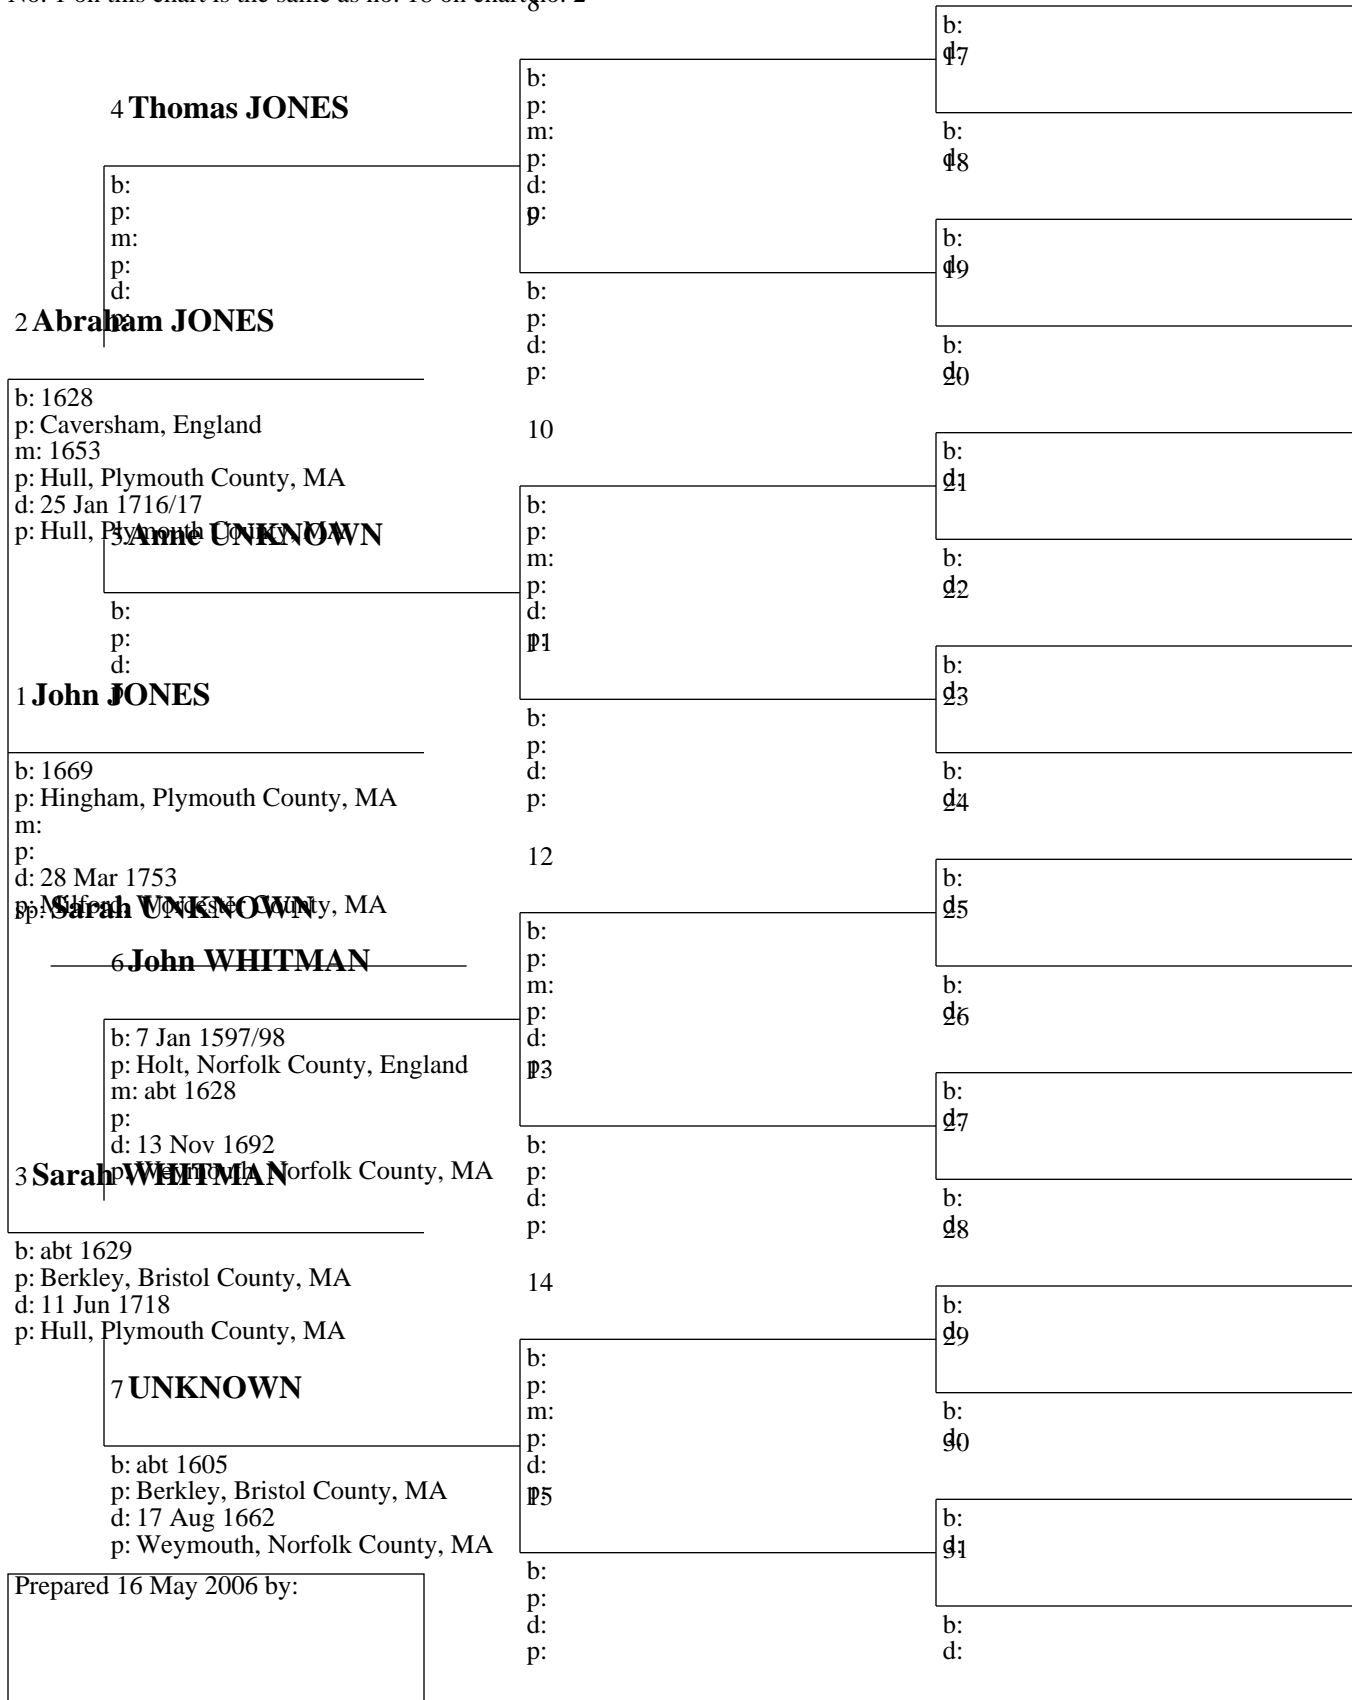 No. 1 on this chart is the same as no. 18 on chart no. 2
4 Thomas JONES
b:
p:
m:
p:
d:
p:
2 Abraham JONES
b: 1628
p: Caversham, England
m: 1653
p: Hull, Plymouth County, MA
d: 25 Jan 1716/17
p: Hull, Plymouth County, MA
5 Anne UNKNOWN
b:
p:
d:
p:
1 John JONES
b: 1669
p: Hingham, Plymouth County, MA
m:
p:
d: 28 Mar 1753
p: Milford, Worcester County, MA
sp: Sarah UNKNOWN
6 John WHITMAN
b: 7 Jan 1597/98
p: Holt, Norfolk County, England
m: abt 1628
p:
d: 13 Nov 1692
p: Weymouth, Norfolk County, MA
3 Sarah WHITMAN
b: abt 1629
p: Berkley, Bristol County, MA
d: 11 Jun 1718
p: Hull, Plymouth County, MA
7 UNKNOWN
b: abt 1605
p: Berkley, Bristol County, MA
d: 17 Aug 1662
p: Weymouth, Norfolk County, MA
Prepared 16 May 2006 by:
8
b:
p:
m:
p:
d:
p:
9
b:
p:
d:
p:
10
b:
p:
m:
p:
d:
p:
11
b:
p:
d:
p:
12
b:
p:
m:
p:
d:
p:
13
b:
p:
d:
p:
14
b:
p:
m:
p:
d:
p:
15
b:
p:
d:
p:
b:
d:
17
b:
d:
18
b:
d:
19
b:
d:
20
b:
d:
21
b:
d:
22
b:
d:
23
b:
d:
24
b:
d:
25
b:
d:
26
b:
d:
27
b:
d:
28
b:
d:
29
b:
d:
30
b:
d:
31
b:
d: